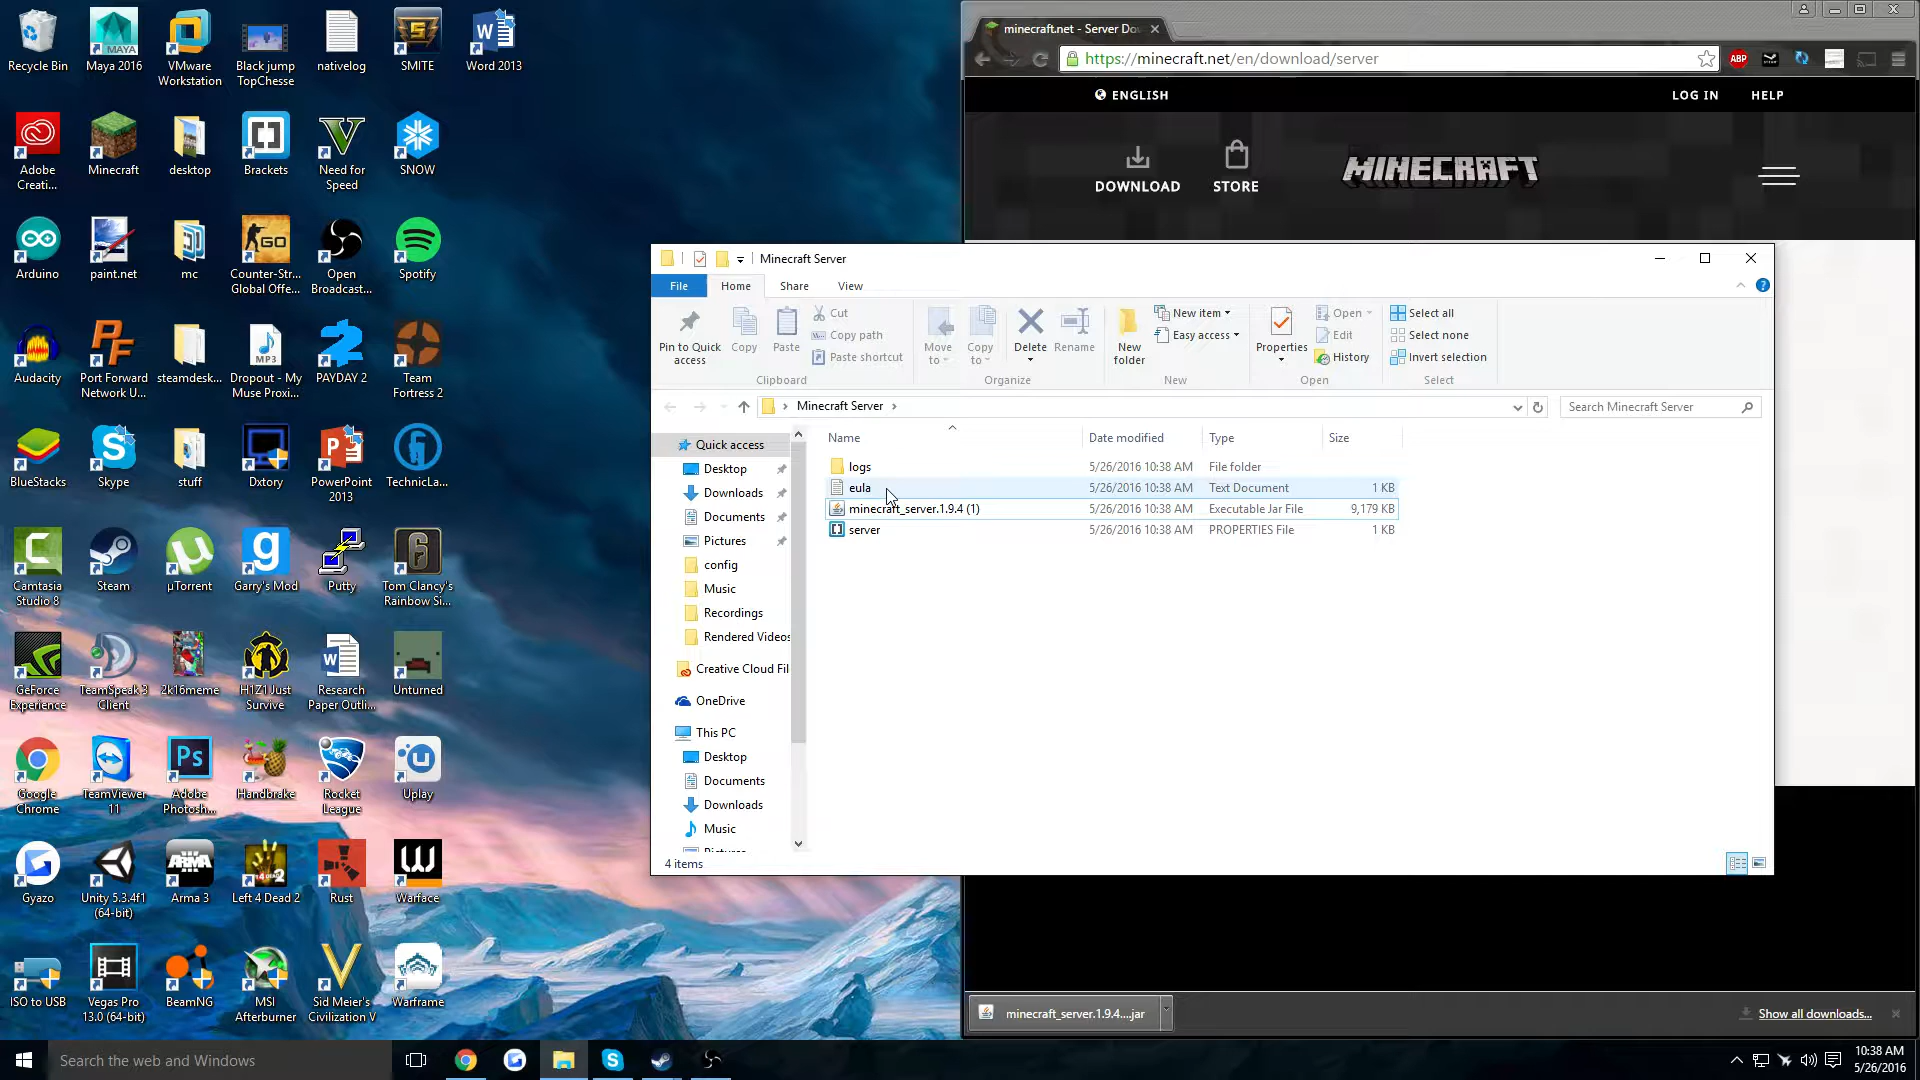 Recycle Bin
Maya 2016
VMware
Workstation
Black jump
TopChesse
nativelog
SMITE
Word 2013
Adobe
Creati...
Minecraft
desktop
Brackets
Need for
Speed
SNOW
Arduino
paint.net
mc
Counter-Str...
Global Offe...
Open
Broadcast...
Spotify
Audacity
Port Forward
Network U...
steamdesk...
Dropout - My
Muse Proxi...
PAYDAY 2
Team
Fortress 2
BlueStacks
Skype
stuff
Dxtory
PowerPoint
2013
TechnicLa...
Camtasia
Studio 8
Steam
µTorrent
Garry's Mod
Putty
Tom Clancy's
Rainbow Si...
GeForce
Experience
TeamSpeak 3
Client
2k16meme
H1Z1 Just
Survive
Research
Paper Outli...
Unturned
Google
Chrome
TeamViewer
11
Adobe
Photosh...
Handbrake
Rocket
League
Uplay
Gyazo
Unity 5.3.4f1
(64-bit)
Arma 3
Left 4 Dead 2
Rust
Warface
ISO to USB
Vegas Pro
13.0 (64-bit)
BeamNG
MSI
Afterburner
Sid Meier's
Civilization V
Warframe
minecraft.net - Server Do
https://minecraft.net/en/download/server
ABP
ENGLISH
LOG IN
HELP
DOWNLOAD
STORE
MINECRAFT
Minecraft Server
File
Home
Share
View
Pin to Quick
access
Copy
Paste
Cut
Copy path
Paste shortcut
Clipboard
Move
to
Copy
to
Delete
Rename
Organize
New
folder
New item
Easy access
New
Properties
Open
Edit
History
Open
Select all
Select none
Invert selection
Select
Minecraft Server
Search Minecraft Server
Name
Date modified
Type
Size
logs
5/26/2016 10:38 AM
File folder
eula
5/26/2016 10:38 AM
Text Document
1 KB
minecraft_server.1.9.4 (1)
5/26/2016 10:38 AM
Executable Jar File
9,179 KB
server
5/26/2016 10:38 AM
PROPERTIES File
1 KB
Quick access
Desktop
Downloads
Documents
Pictures
config
Music
Recordings
Rendered Videos
Creative Cloud Fil
OneDrive
This PC
Desktop
Documents
Downloads
Music
Pictures
4 items
minecraft_server.1.9.4....jar
Show all downloads...
Search the web and Windows
10:38 AM
5/26/2016